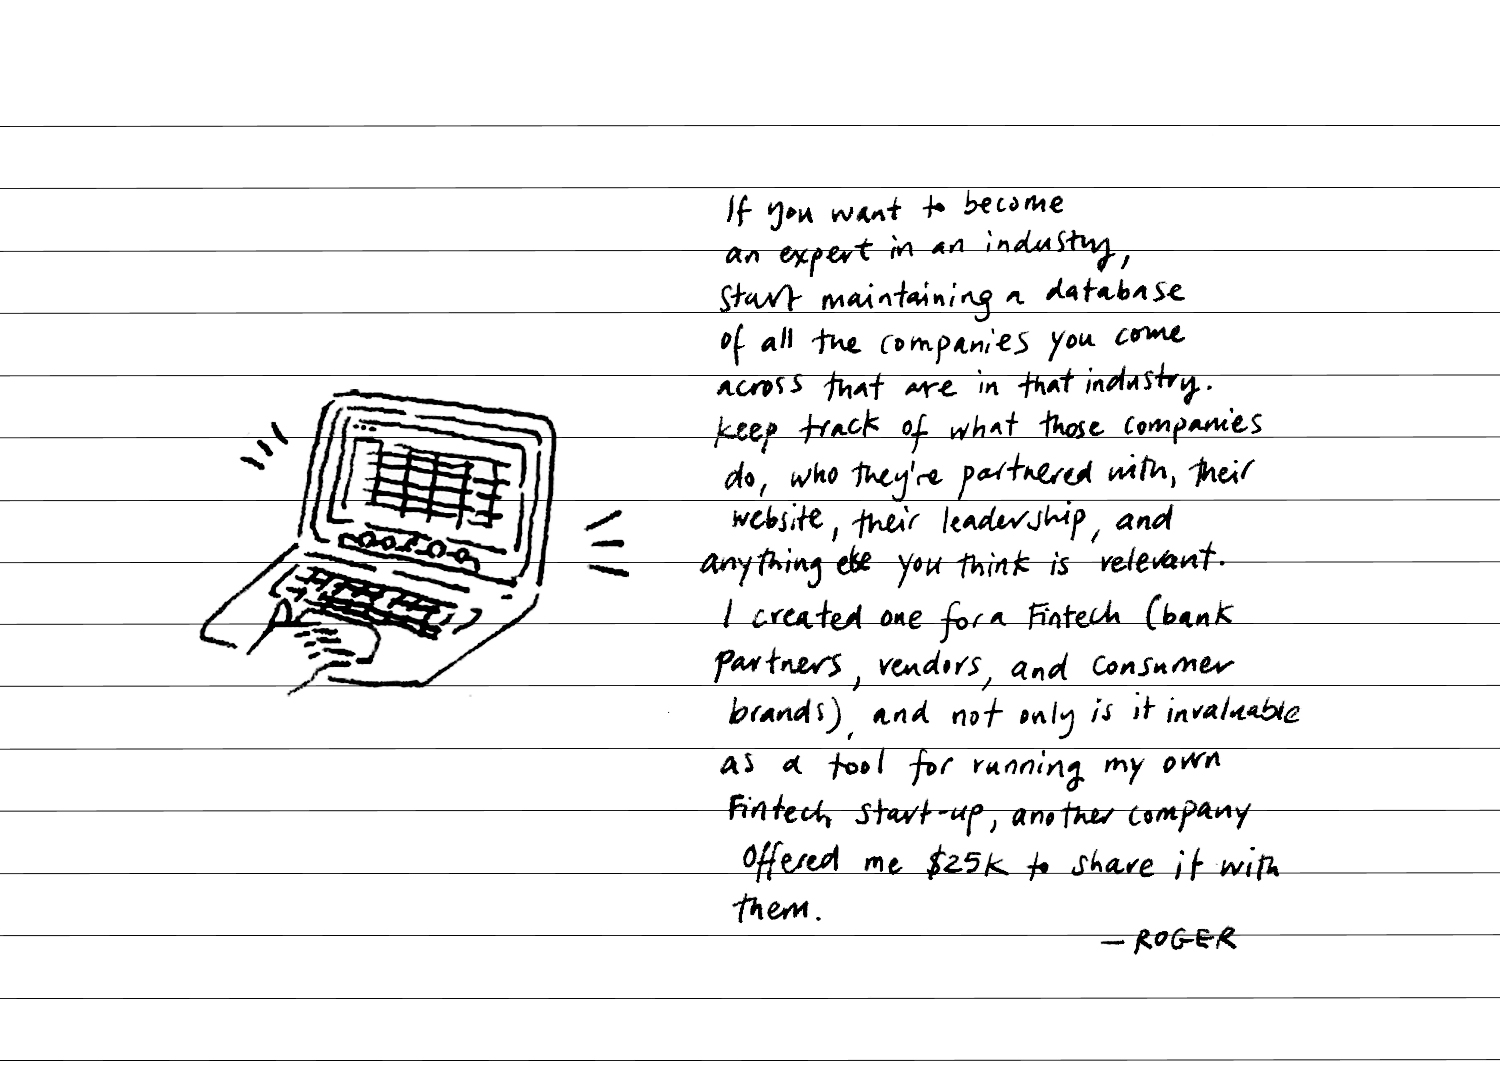 If you want to become
an expert in an industry,
start maintaining a database
of all the companies you come
across that are in that industry.
keep track of what those companies
do, who they're partnered with, their
website, their leadership, and
anything else you think is relevant.
I created one for a Fintech (bank
partners, vendors, and consumer
brands), and not only is it invaluable
as a tool for running my own
Fintech start-up, another company
offered me $25K to share it with
them.
— ROGER